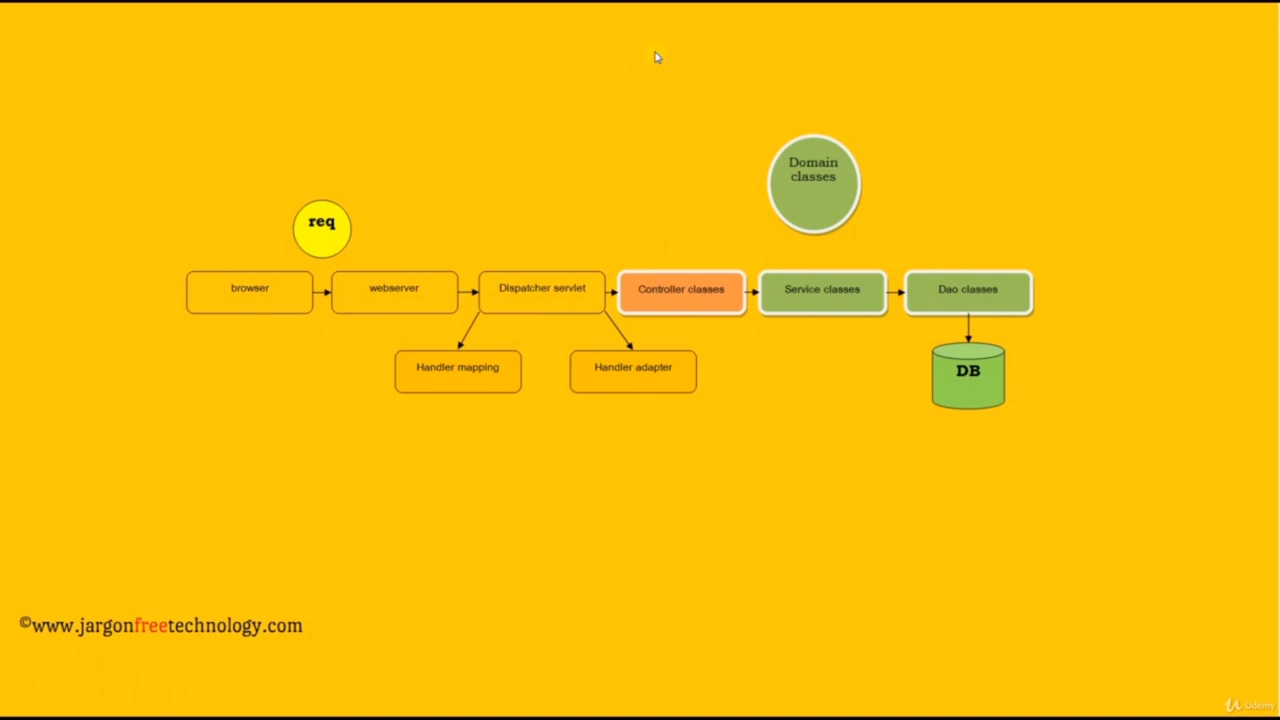 Domain
classes
req
browser
webserver
Dispatcher servlet
Controller classes
Service classes
Dao classes
Handler mapping
Handler adapter
DB
©www.jargonfreetechnology.com
Udemy